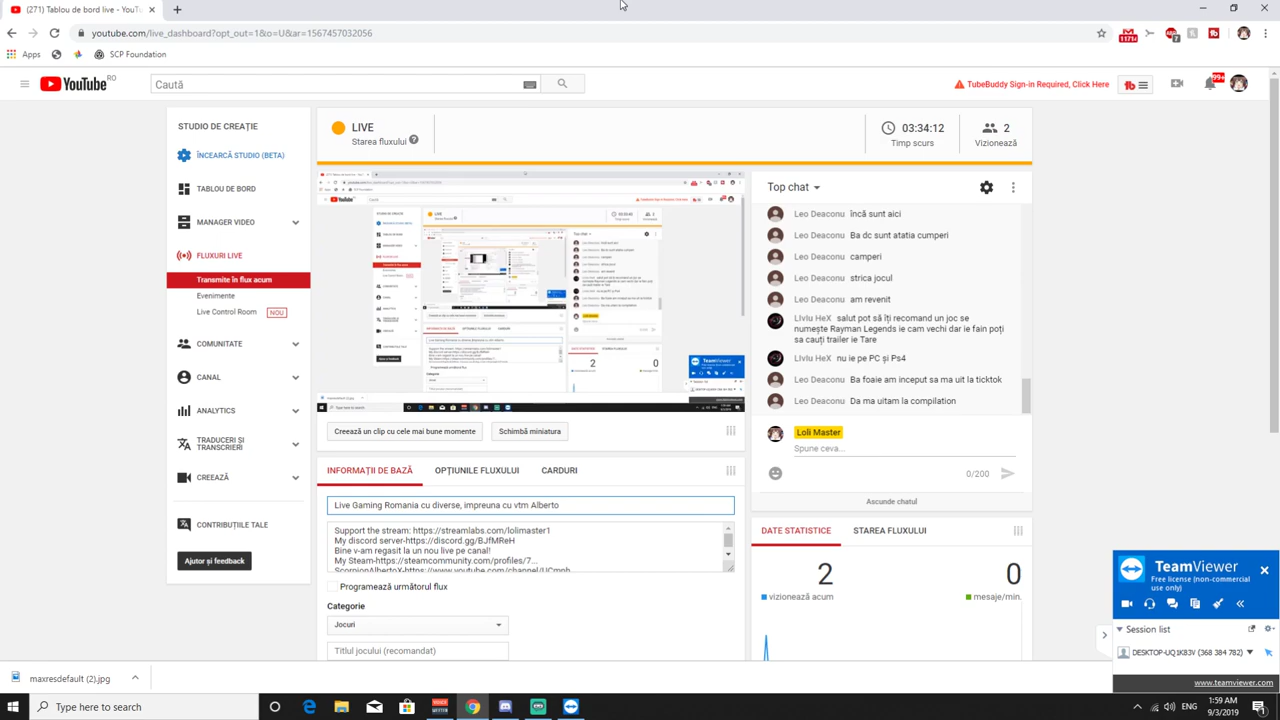 (271) Tablou de bord live - YouTu
youtube.com/live_dashboard?opt_out=1&o=U&ar=1567457032056
Apps
SCP Foundation
YouTube RO
Caută
TubeBuddy Sign-in Required, Click Here
99+
STUDIO DE CREAȚIE
ÎNCEARCĂ STUDIO (BETA)
TABLOU DE BORD
MANAGER VIDEO
FLUXURI LIVE
Transmite în flux acum
Evenimente
Live Control Room NOU
COMUNITATE
CANAL
ANALYTICS
TRADUCERI ȘI
TRANSCRIERI
CREEAZĂ
CONTRIBUȚIILE TALE
Ajutor și feedback
LIVE
Starea fluxului
03:34:12
Timp scurs
2
Vizionează
Creează un clip cu cele mai bune momente
Schimbă miniatura
INFORMAȚII DE BAZĂ
OPȚIUNILE FLUXULUI
CARDURI
Live Gaming Romania cu diverse, impreuna cu vtm Alberto
Support the stream: https://streamlabs.com/lolimaster1
My discord server-https://discord.gg/BJfMReH
Bine v-am regasit la un nou live pe canal!
My Steam-https://steamcommunity.com/profiles/7...
ScorpionAlbertoX-https://www.youtube.com/channel/UCmph
Programează următorul flux
Categorie
Jocuri
Titlul jocului (recomandat)
Top chat
Leo Deaconu încă sunt aici
Leo Deaconu Ba dc sunt atatia cumperi
Leo Deaconu camperi
Leo Deaconu strica jocul
Leo Deaconu am revenit
LIvIu HeX salut pot să îți recomand un joc se
numește Rayman Legends ie cam vechi dar ie fain poți
sa cauți trailer ie Tare
LIvIu HeX nu ie pe PC și Ps4
Leo Deaconu Ba foaie am inceput sa ma uit la ticktok
Leo Deaconu Da ma uitam la compilation
Loli Master
Spune ceva...
0/200
Ascunde chatul
DATE STATISTICE
STAREA FLUXULUI
2
vizionează acum
0
mesaje/min.
TeamViewer
Free license (non-commercial
use only)
Session list
DESKTOP-UQ1K83V (368 384 782)
www.teamviewer.com
maxresdefault (2).jpg
Type here to search
ENG
1:59 AM
9/3/2019